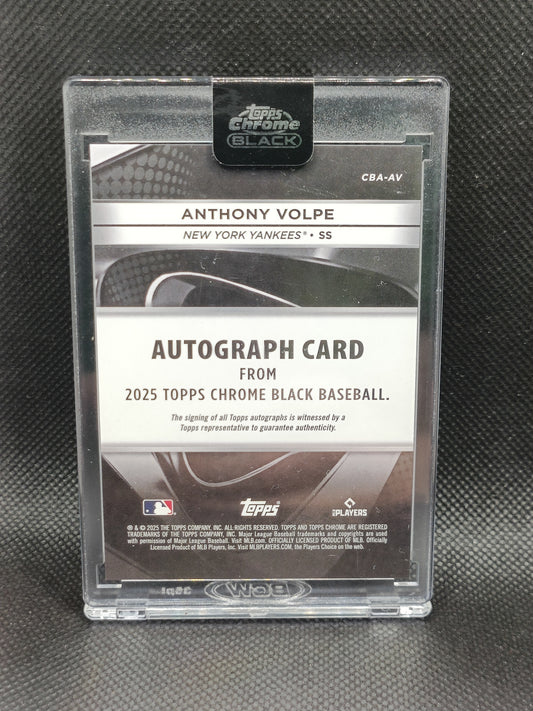 Topps
Chrome
BLACK
CBA-AV
ANTHONY VOLPE
NEW YORK YANKEES® • SS
AUTOGRAPH CARD
FROM
2025 TOPPS CHROME BLACK BASEBALL.
The signing of all Topps autographs is witnessed by a
Topps representative to guarantee authenticity.
Topps
MLB PLAYERS
® & © 2025 THE TOPPS COMPANY, INC. ALL RIGHTS RESERVED. TOPPS AND TOPPS CHROME ARE REGISTERED
TRADEMARKS OF THE TOPPS COMPANY, INC. Major League Baseball trademarks and copyrights are used
with permission of Major League Baseball. Visit MLB.com. OFFICIALLY LICENSED PRODUCT OF MLB. Officially
Licensed Product of MLB Players, Inc. Visit MLBPLAYERS.COM, the Players Choice on the web.
BCW
35pt